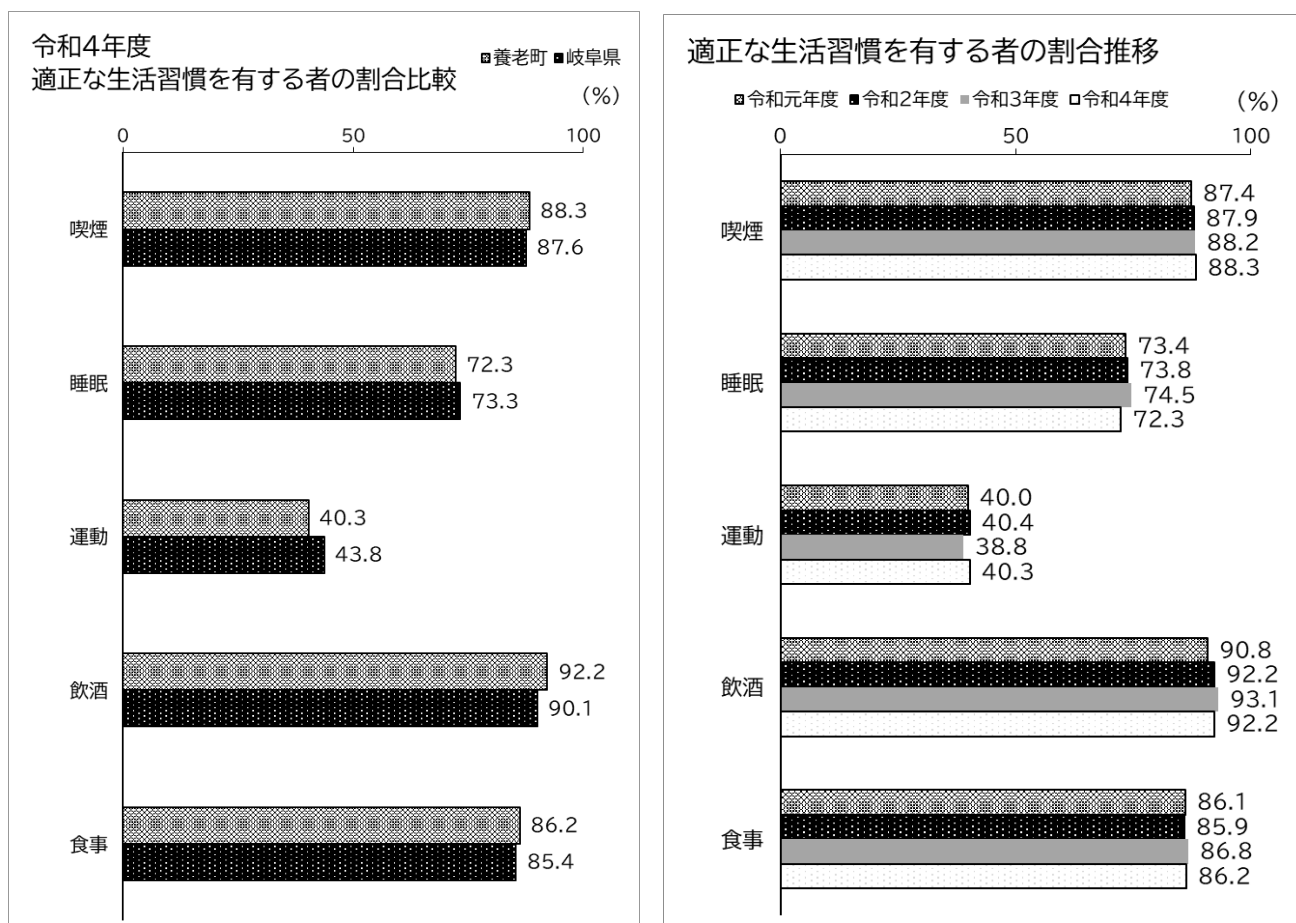 令和4年度
適正な生活習慣を有する者の割合比較
養老町 岐阜県
(%)
0 50 100
喫煙
88.3
87.6
睡眠
72.3
73.3
運動
40.3
43.8
飲酒
92.2
90.1
食事
86.2
85.4
適正な生活習慣を有する者の割合推移
令和元年度 令和2年度 令和3年度 令和4年度 (%)
0 50 100
喫煙
87.4
87.9
88.2
88.3
睡眠
73.4
73.8
74.5
72.3
運動
40.0
40.4
38.8
40.3
飲酒
90.8
92.2
93.1
92.2
食事
86.1
85.9
86.8
86.2